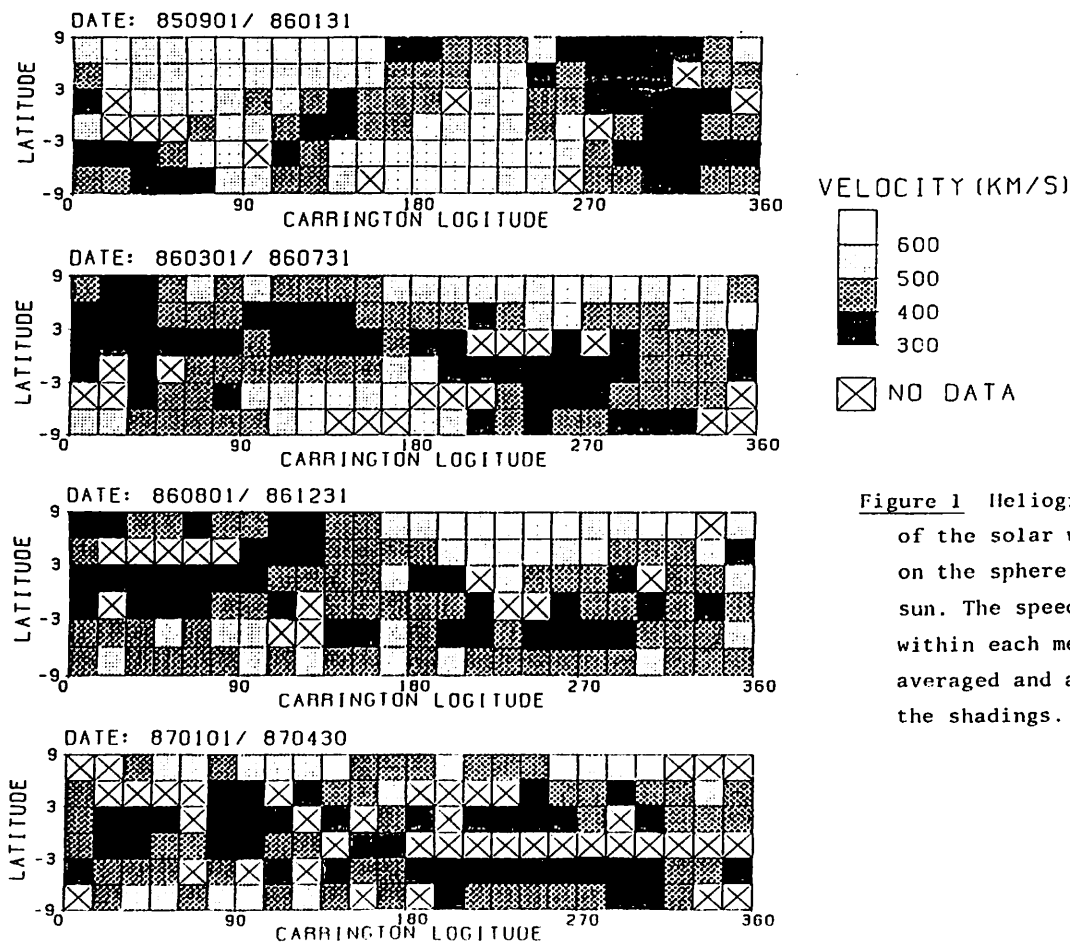 DATE: 850901/ 860131
LATITUDE
9
3
-3
-9
0 90 180 270 360
CARRINGTON LOGITUDE
DATE: 860301/ 860731
LATITUDE
9
3
-3
-9
0 90 180 270 360
CARRINGTON LOGITUDE
DATE: 860801/ 861231
LATITUDE
9
3
-3
-9
0 90 180 270 360
CARRINGTON LOGITUDE
DATE: 870101/ 870430
LATITUDE
9
3
-3
-9
0 90 180 270 360
CARRINGTON LOGITUDE
VELOCITY (KM/S)
600
500
400
300
NO DATA
Figure 1 Heliogr
of the solar w
on the sphere
sun. The speed
within each me
averaged and a
the shadings.